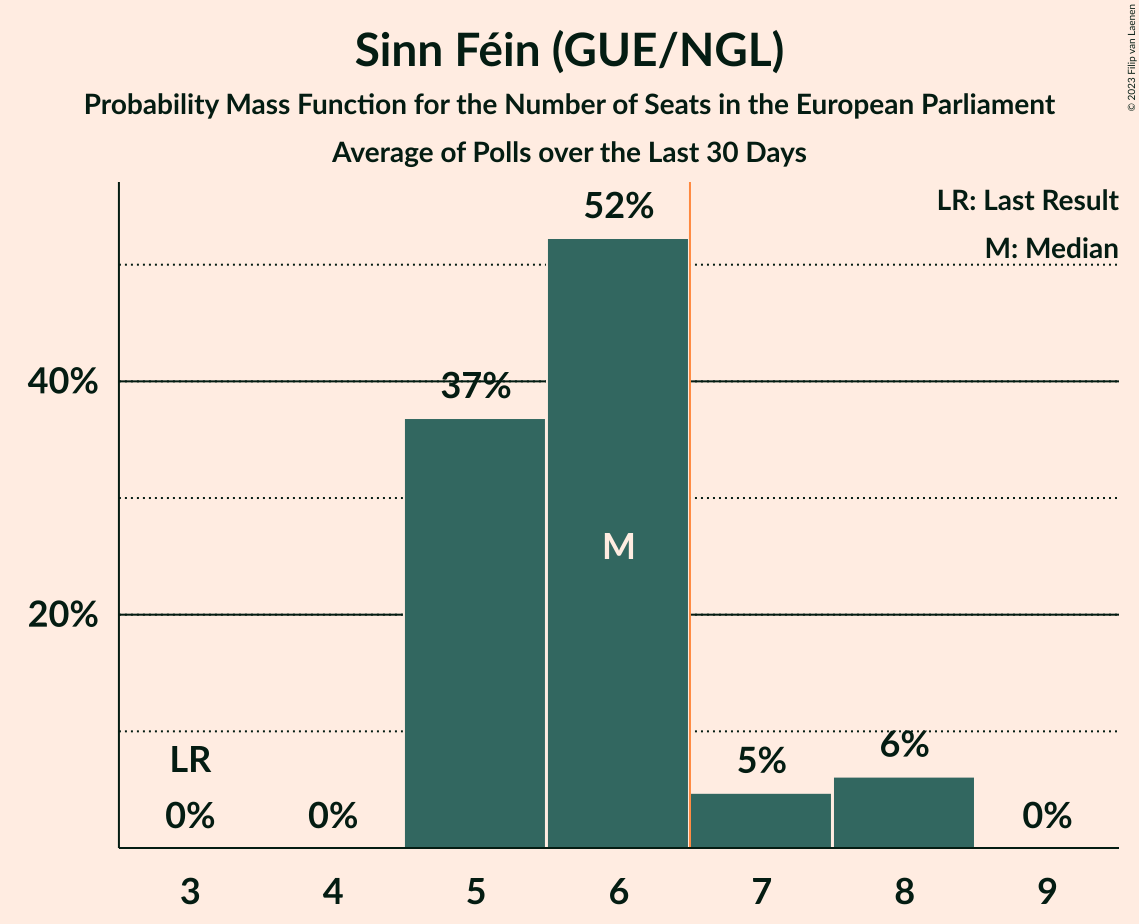 Sinn Féin (GUE/NGL)
Probability Mass Function for the Number of Seats in the European Parliament
Average of Polls over the Last 30 Days
© 2023 Filip van Laenen
LR: Last Result
M: Median
52%
40%
37%
M
20%
LR
0%
0%
5%
6%
0%
3 4 5 6 7 8 9